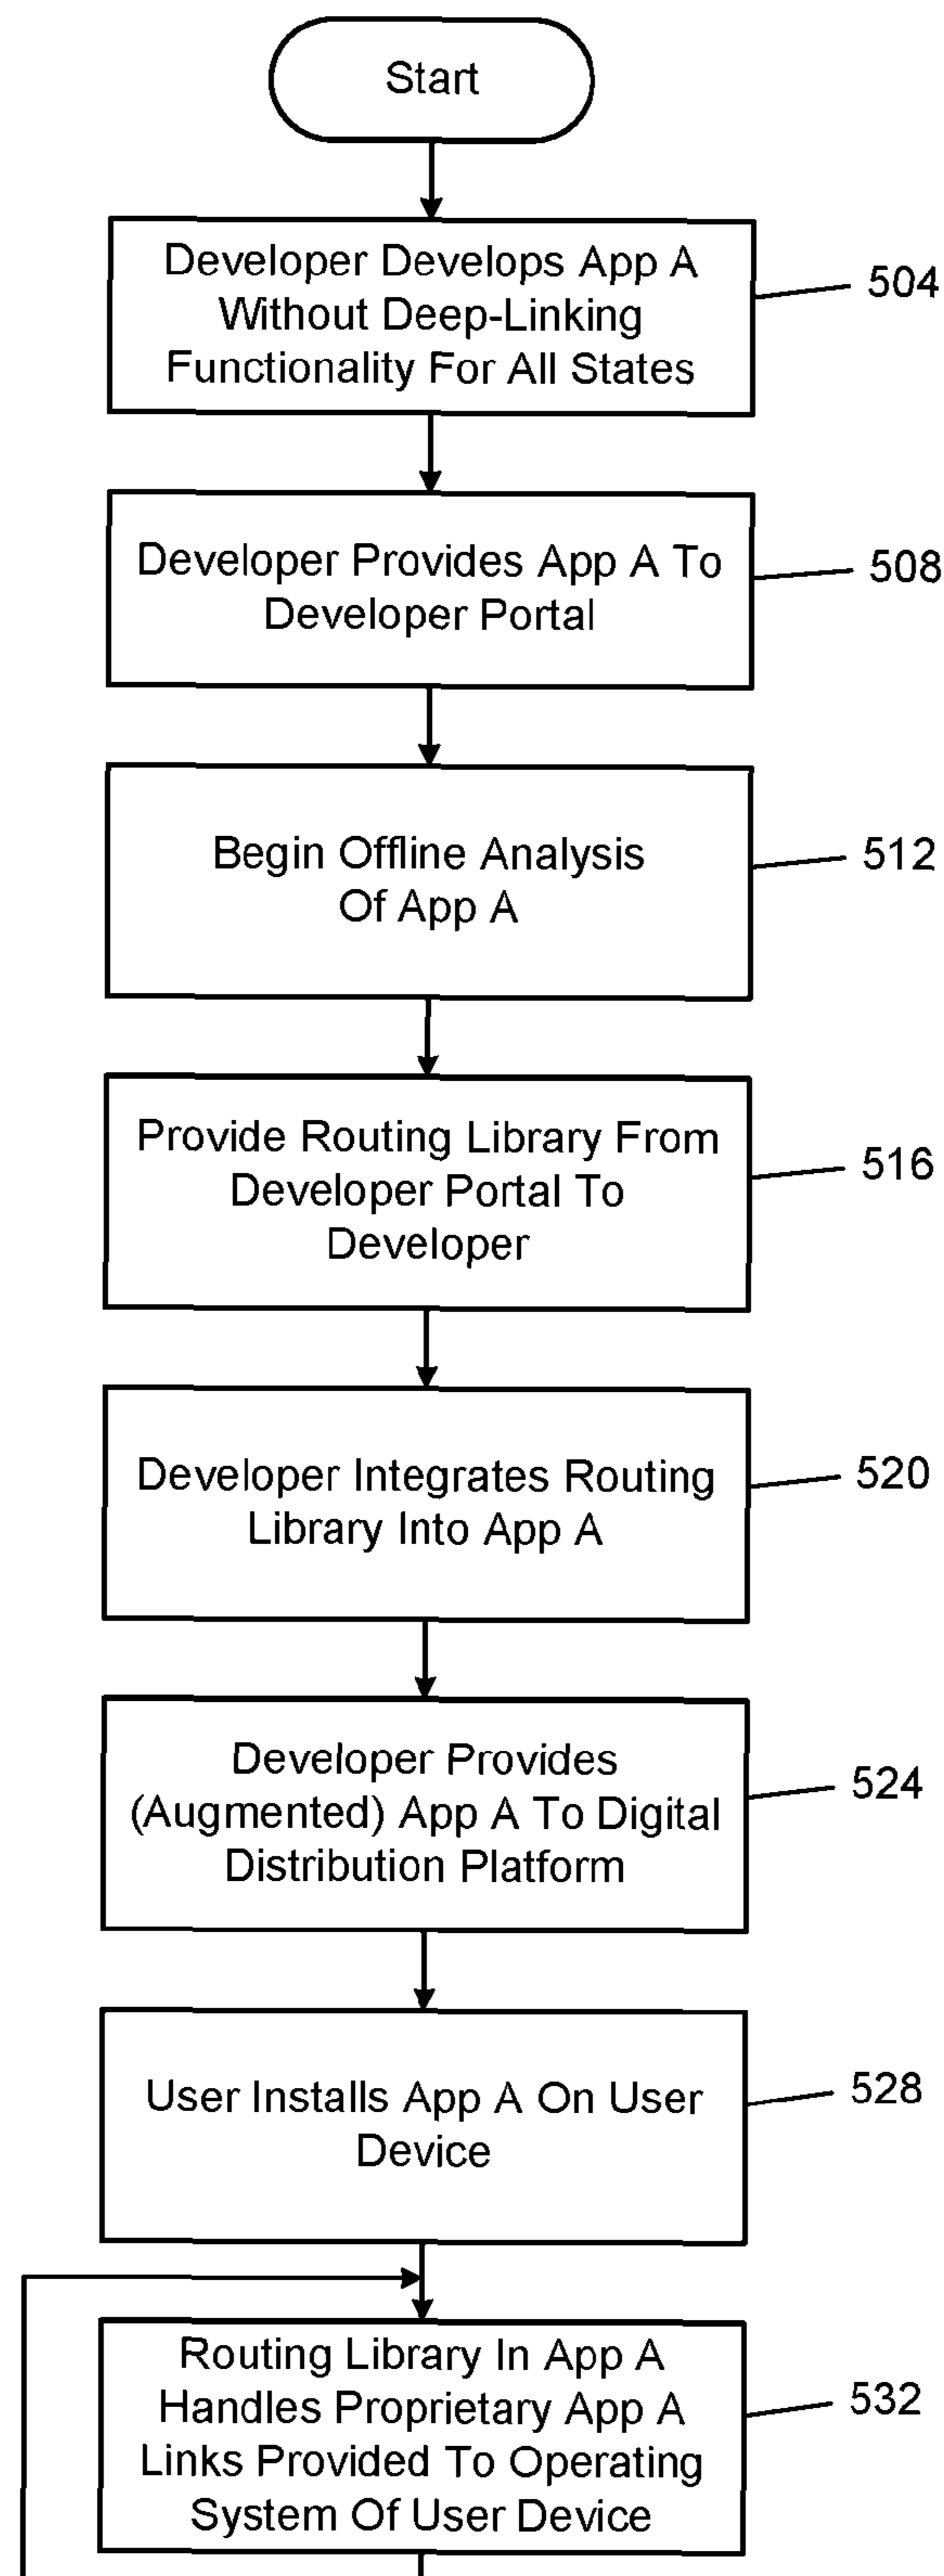 Start
Developer Develops App A
Without Deep-Linking
Functionality For All States
504
Developer Provides App A To
Developer Portal
508
Begin Offline Analysis
Of App A
512
Provide Routing Library From
Developer Portal To
Developer
516
Developer Integrates Routing
Library Into App A
520
Developer Provides
(Augmented) App A To Digital
Distribution Platform
524
User Installs App A On User
Device
528
Routing Library In App A
Handles Proprietary App A
Links Provided To Operating
System Of User Device
532